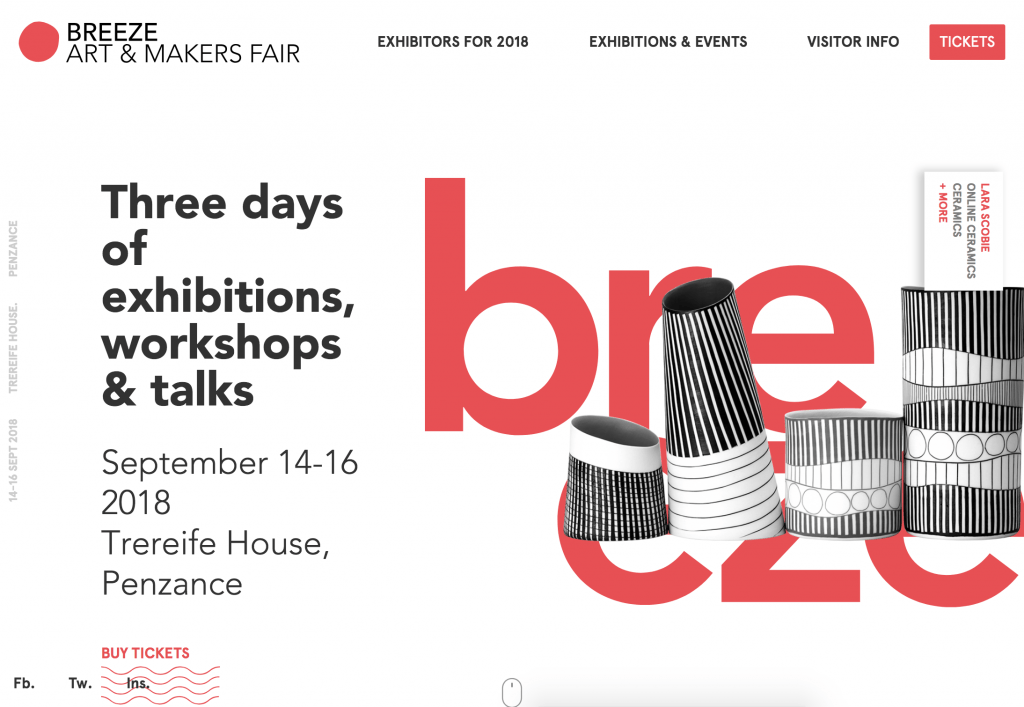 BREEZE
ART & MAKERS FAIR
EXHIBITORS FOR 2018
EXHIBITIONS & EVENTS
VISITOR INFO
TICKETS
Three days
of
exhibitions,
workshops
& talks
September 14-16
2018
Trereife House,
Penzance
BUY TICKETS
bre
eze
LARA SCOBIE
ONLINE CERAMICS
CERAMICS
+ MORE
14-16 SEPT 2018 TREREIFE HOUSE. PENZANCE
Fb.
Tw.
Ins.